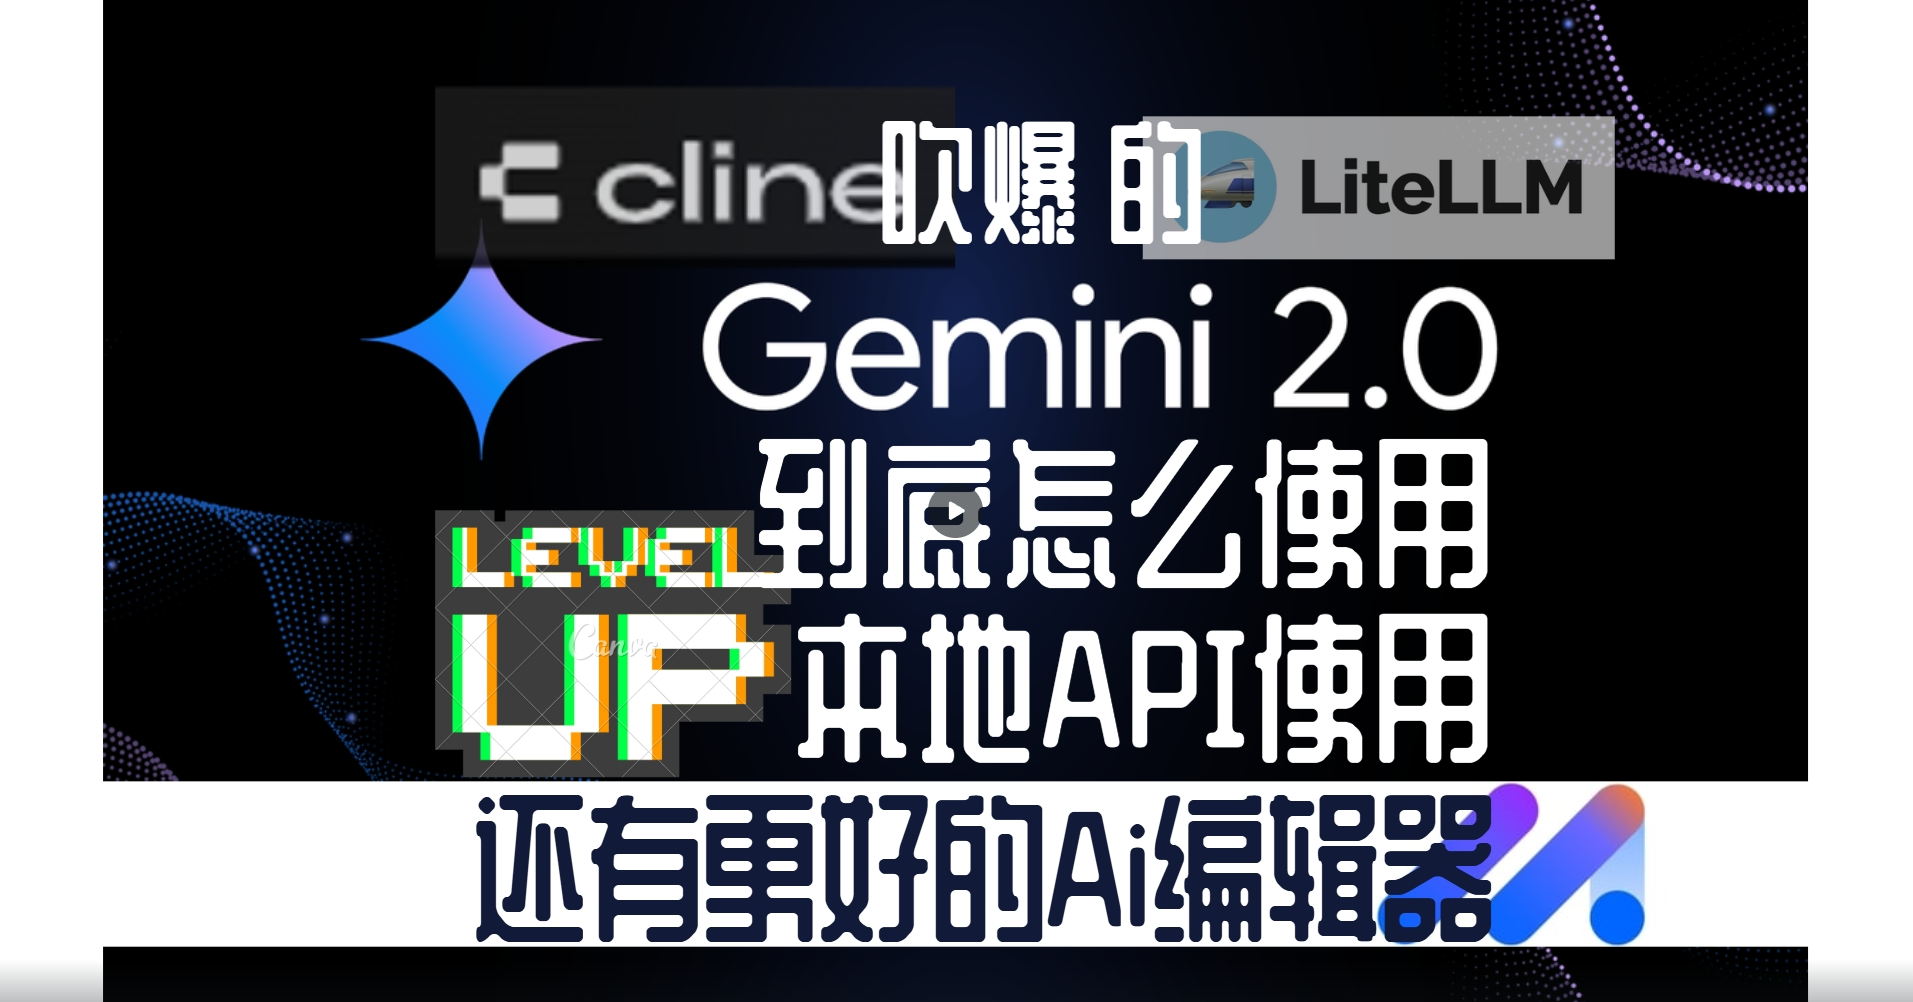 cline 吹爆 的 LiteLLM
Gemini 2.0
到底怎么使用
LEVEL
UP
Canva
本地API使用
还有更好的Ai编辑器